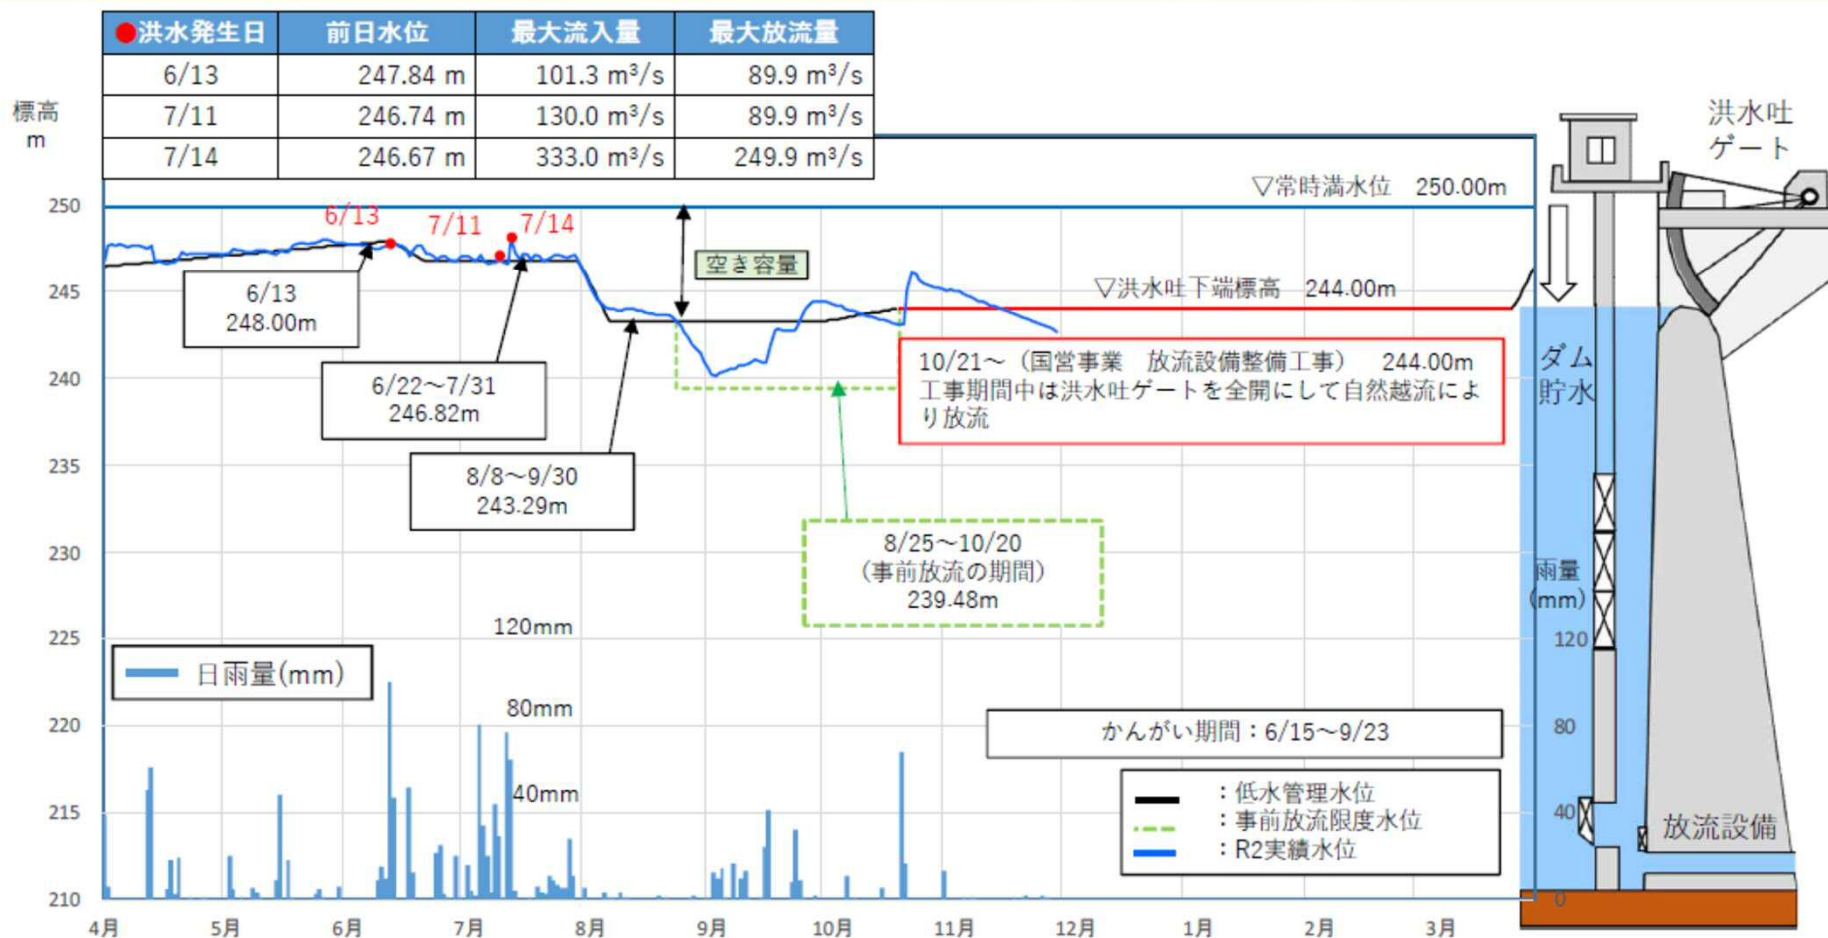 ●洪水発生日 前日水位 最大流入量 最大放流量
6/13 247.84 m 101.3 m³/s 89.9 m³/s
7/11 246.74 m 130.0 m³/s 89.9 m³/s
7/14 246.67 m 333.0 m³/s 249.9 m³/s
標高
m
洪水吐
ゲート
▽常時満水位 250.00m
250
245
240
235
230
225
220
215
210
6/13
7/11
7/14
空き容量
▽洪水吐下端標高 244.00m
6/13
248.00m
6/22～7/31
246.82m
8/8～9/30
243.29m
10/21～（国営事業 放流設備整備工事） 244.00m
工事期間中は洪水吐ゲートを全開にして自然越流によ
り放流
ダム
貯水
8/25～10/20
（事前放流の期間）
239.48m
雨量
(mm)
120
80
40
0
120mm
80mm
40mm
日雨量(mm)
かんがい期間：6/15～9/23
：低水管理水位
：事前放流限度水位
：R2実績水位
放流設備
4月 5月 6月 7月 8月 9月 10月 11月 12月 1月 2月 3月